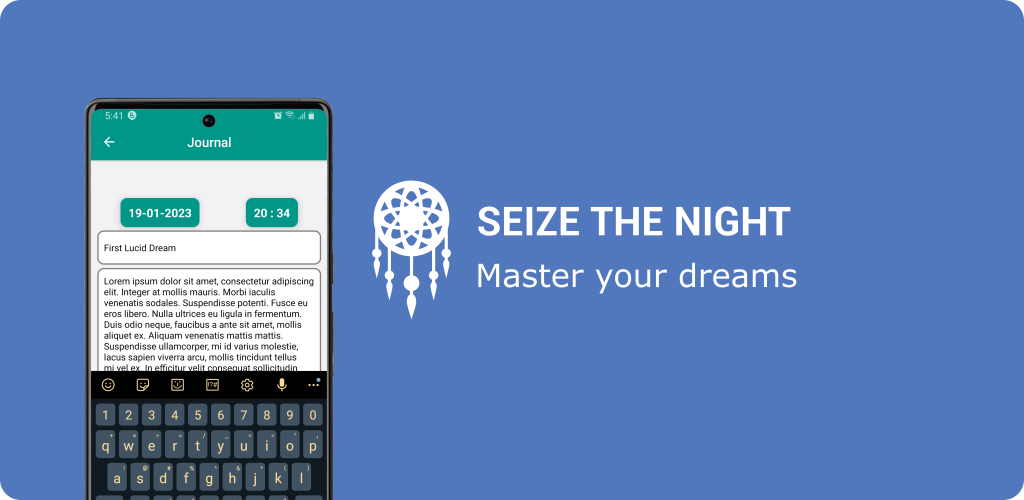 5:41
Journal
19-01-2023
20 : 34
First Lucid Dream
Lorem ipsum dolor sit amet, consectetur adipiscing
elit. Integer at mollis mauris. Morbi iaculis
venenatis sodales. Suspendisse potenti. Fusce eu
eros libero. Nulla ultrices eu ligula in fermentum.
Duis odio neque, faucibus a ante sit amet, mollis
aliquet ex. Aliquam venenatis mattis mattis.
Suspendisse ullamcorper, mi id varius molestie,
lacus sapien viverra arcu, mollis tincidunt tellus
mi vel ex. In efficitur velit consequat sollicitudin
!?#
1 2 3 4 5 6 7 8 9 0
q w e r t y u i o p
a s d f g h j k l
SEIZE THE NIGHT
Master your dreams